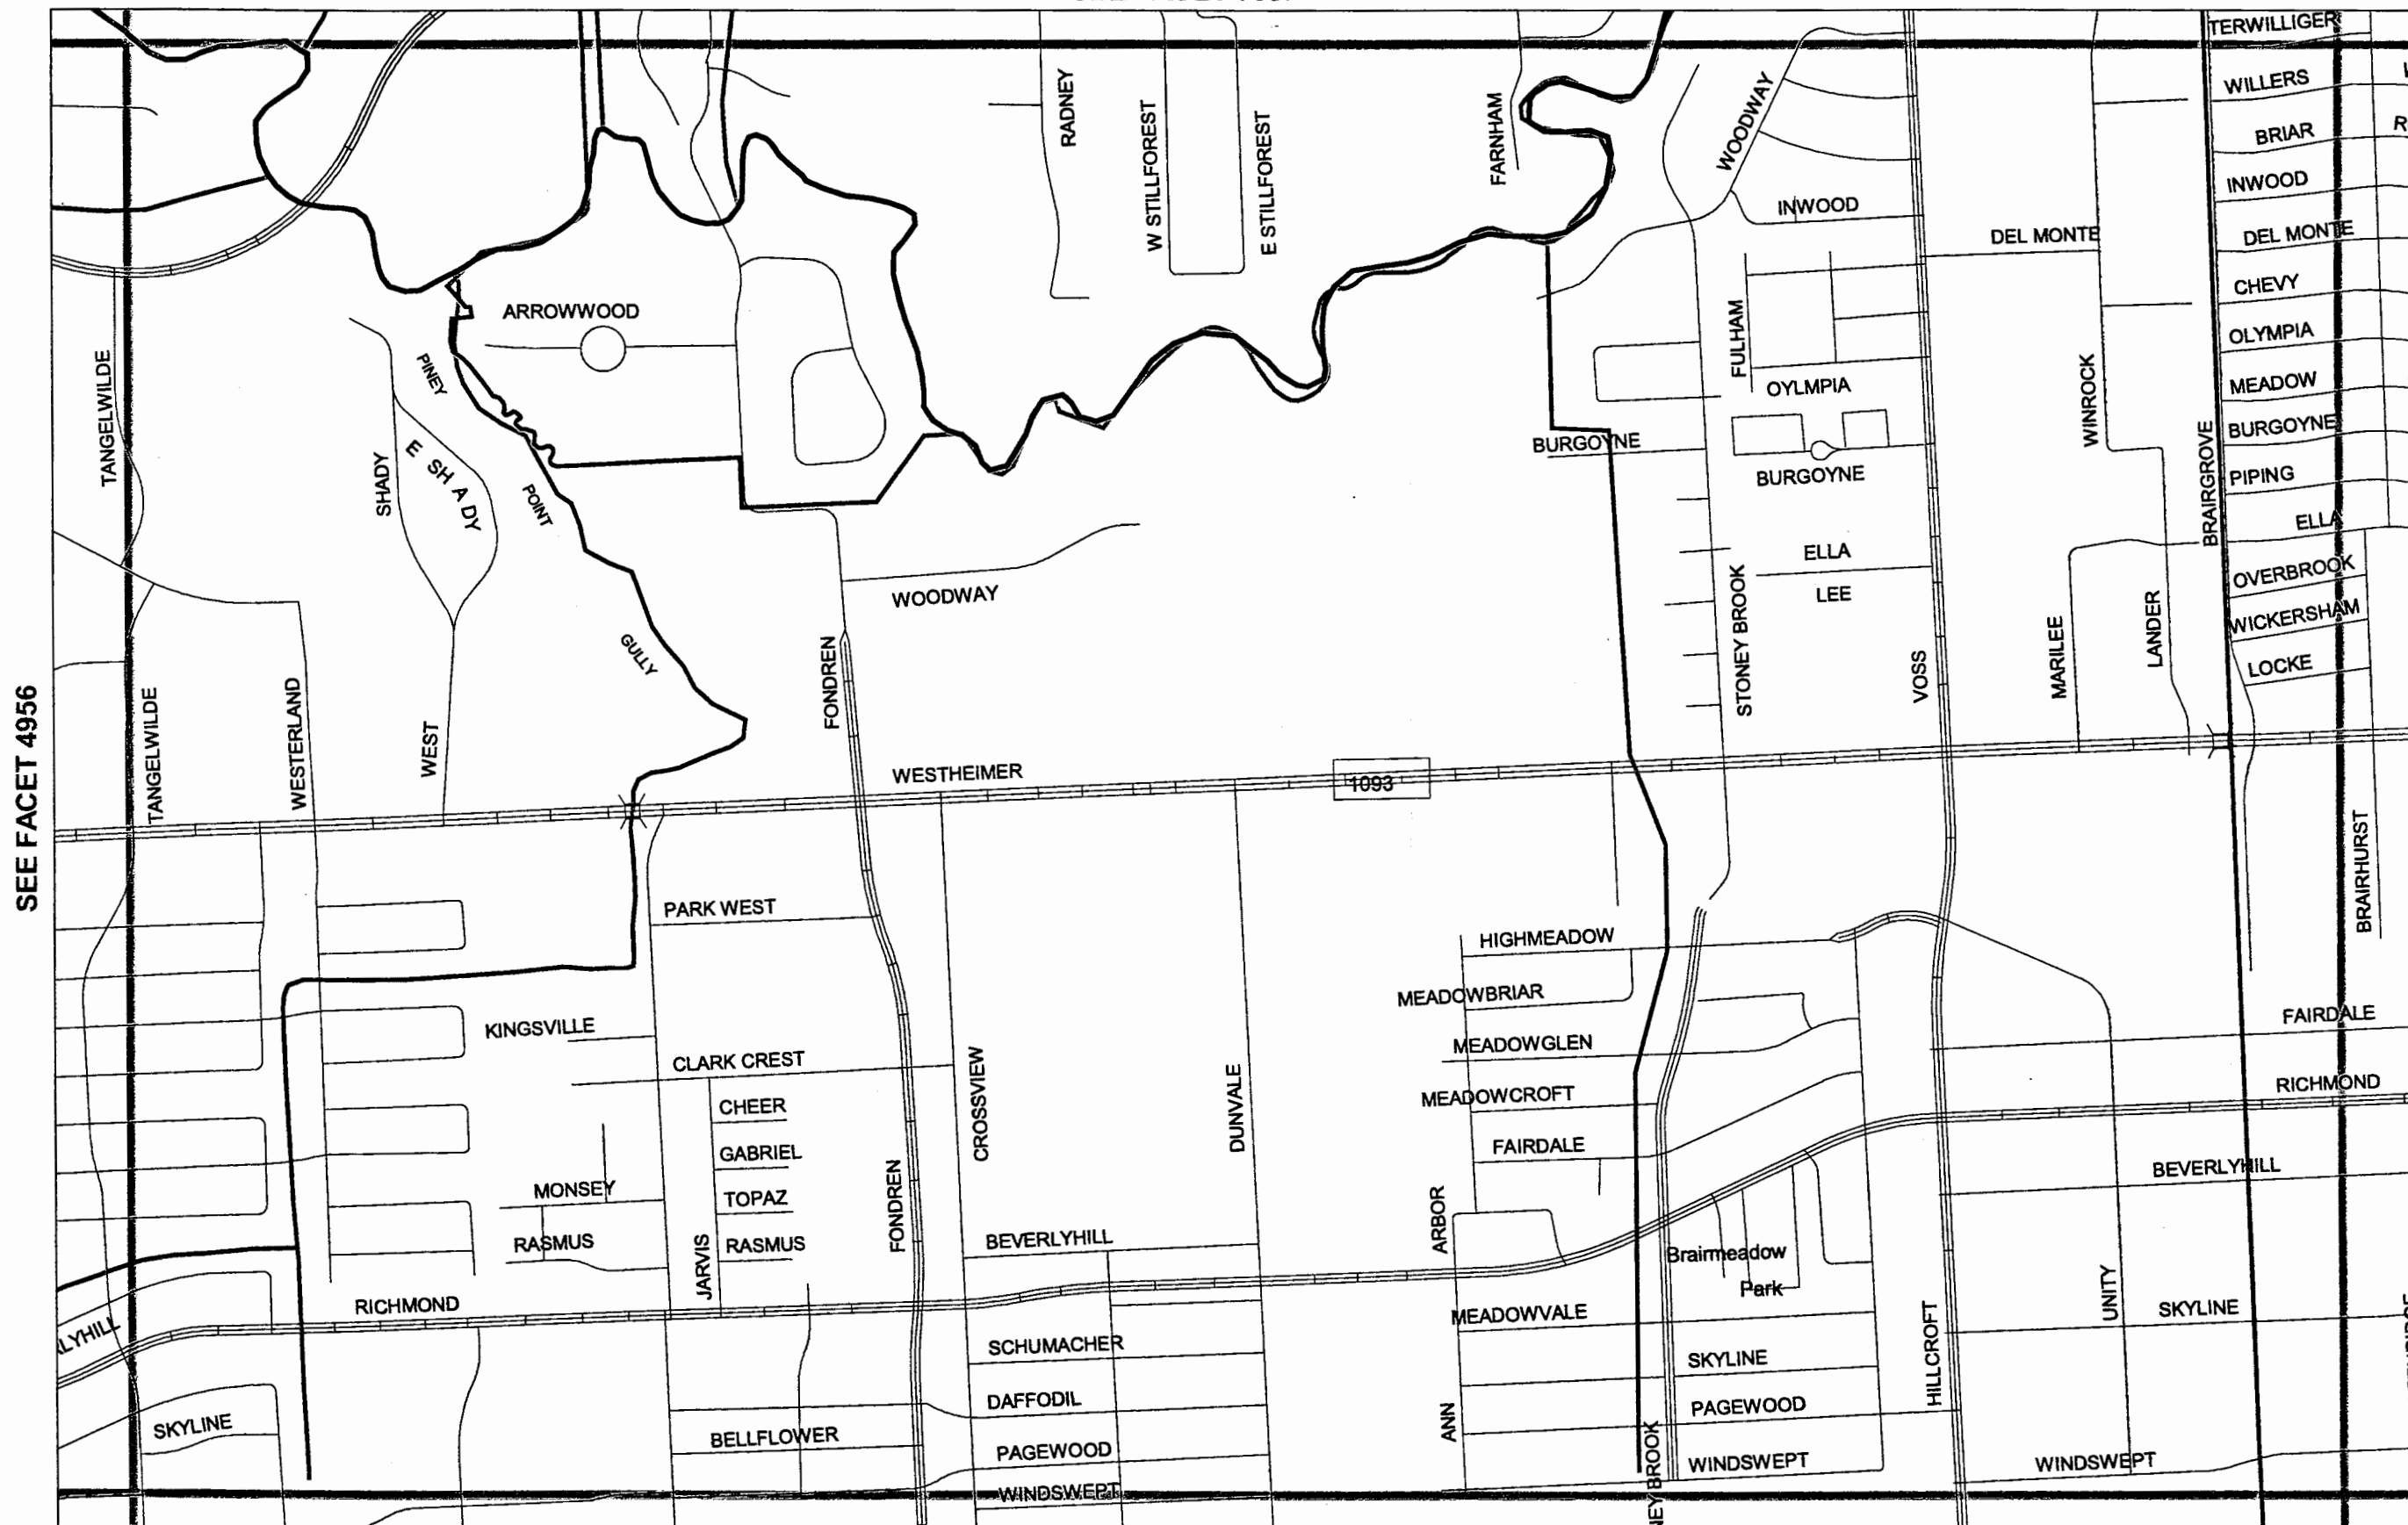 TERWILLIGER
WILLERS
RADNEY
W STILLFOREST
E STILLFOREST
FARNHAM
WOODWAY
BRIAR
INWOOD
INWOOD
DEL MONTE
DEL MONTE
CHEVY
ARROWWOOD
OLYMPIA
FULHAM
TANGELWILDE
PINEY
OYLMPIA
WINROCK
MEADOW
BURGOYNE
BURGOYNE
BURGOYNE
PIPING
BRAIRGROVE
SHADY
E SHADY
POINT
ELLA
ELLA
LEE
OVERBROOK
WOODWAY
STONEY BROOK
MARILEE
LANDER
WICKERSHAM
LOCKE
GULLY
FONDREN
VOSS
SEE FACET 4956
TANGELWILDE
WESTERLAND
WEST
WESTHEIMER
1093
BRAIRHURST
PARK WEST
HIGHMEADOW
MEADOWBRIAR
KINGSVILLE
FAIRDALE
MEADOWGLEN
CLARK CREST
CROSSVIEW
DUNVALE
RICHMOND
MEADOWCROFT
CHEER
FAIRDALE
GABRIEL
BEVERLYHILL
MONSEY
TOPAZ
FONDREN
ARBOR
RASMUS
JARVIS
RASMUS
BEVERLYHILL
Brairmeadow
Park
UNITY
RICHMOND
LYHILL
MEADOWVALE
SKYLINE
SCHUMACHER
SKYLINE
HILLCROFT
DAFFODIL
PAGEWOOD
SKYLINE
BELLFLOWER
ANN
PAGEWOOD
WINDSWEPT
WINDSWEPT
WINDSWEPT
NEY BROOK